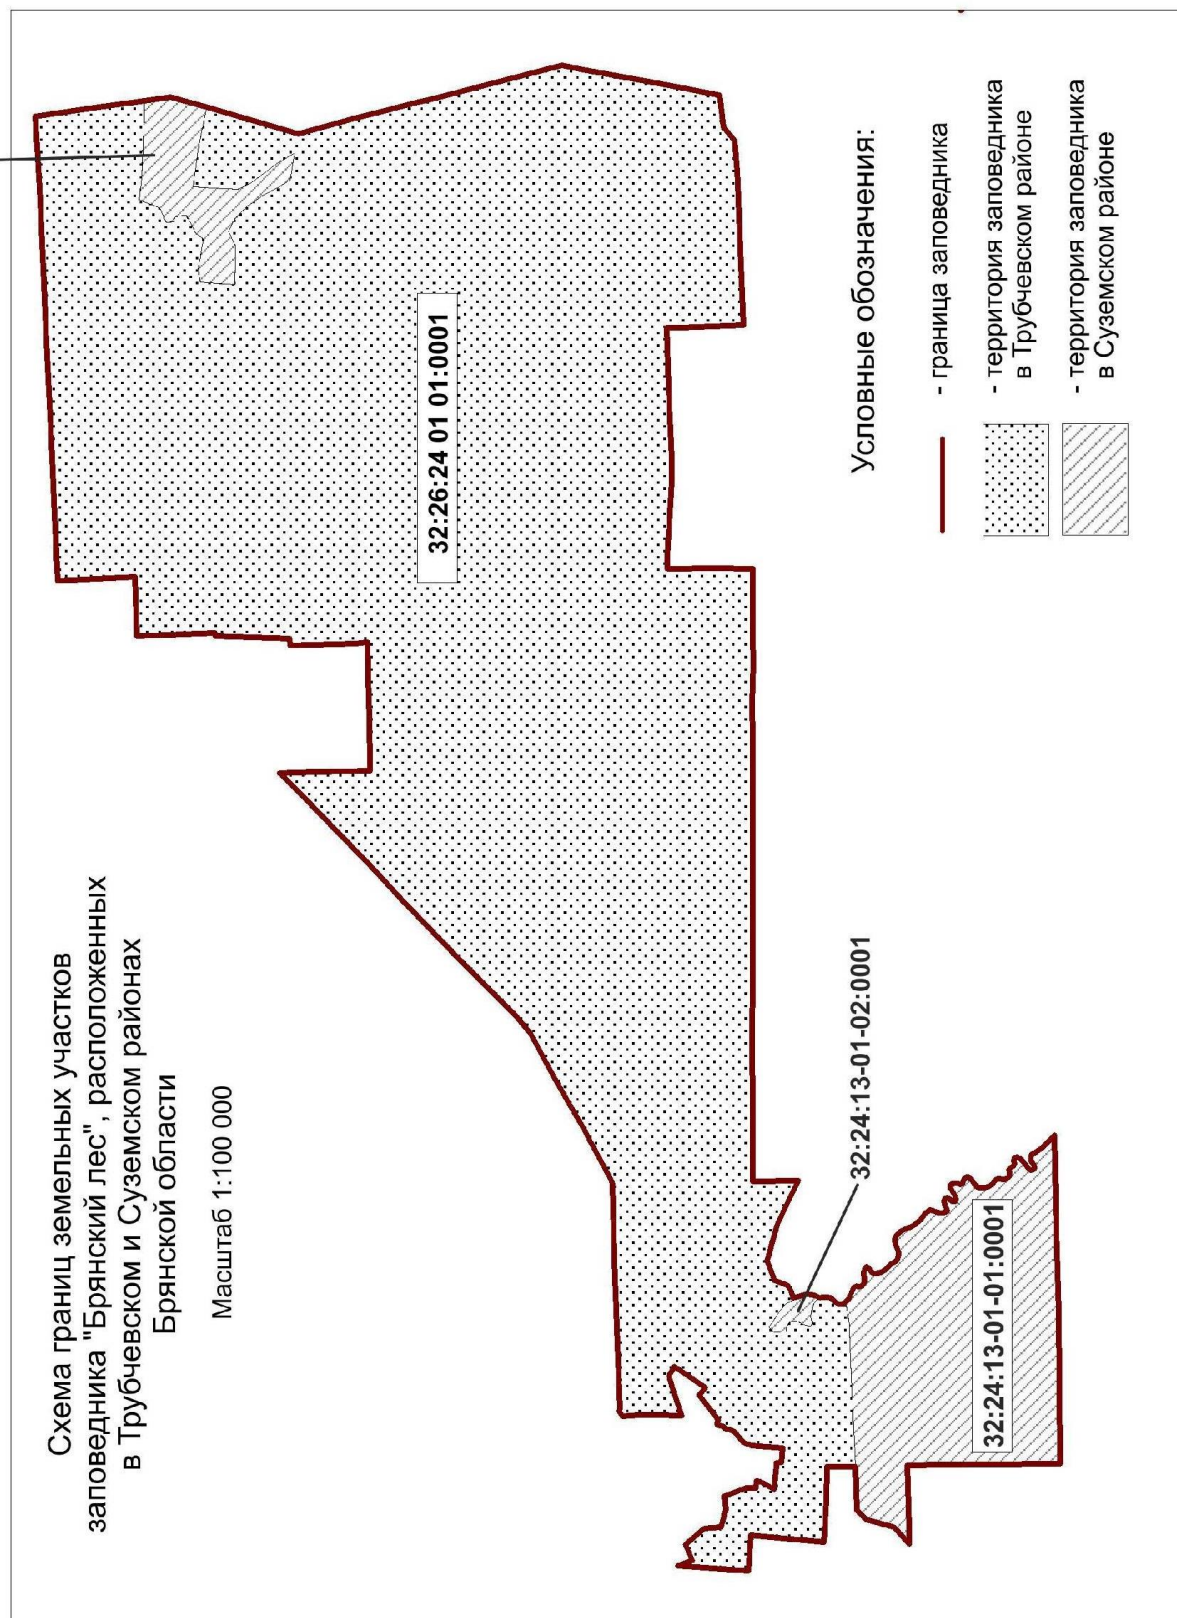 Схема границ земельных участков
заповедника "Брянский лес", расположенных
в Трубчевском и Суземском районах
Брянской области
Масштаб 1:100 000
32:26:24 01 01:0001
32:24:13-01-02:0001
32:24:13-01-01:0001
Условные обозначения:
- граница заповедника
- территория заповедника
в Трубчевском районе
- территория заповедника
в Суземском районе